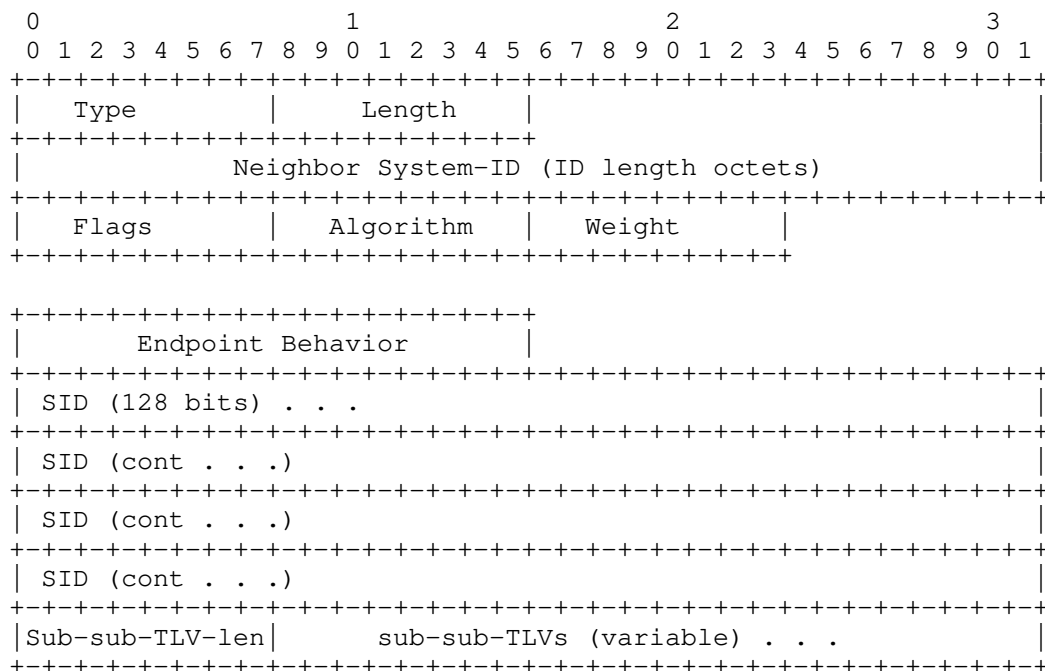 0                   1                   2                   3
 0 1 2 3 4 5 6 7 8 9 0 1 2 3 4 5 6 7 8 9 0 1 2 3 4 5 6 7 8 9 0 1
+-+-+-+-+-+-+-+-+-+-+-+-+-+-+-+-+-+-+-+-+-+-+-+-+-+-+-+-+-+-+-+-+
|   Type        |     Length    |                               |
+-+-+-+-+-+-+-+-+-+-+-+-+-+-+-+-+                               |
|             Neighbor System-ID (ID length octets)             |
+-+-+-+-+-+-+-+-+-+-+-+-+-+-+-+-+-+-+-+-+-+-+-+-+-+-+-+-+-+-+-+-+
|   Flags       |   Algorithm   |   Weight      |
+-+-+-+-+-+-+-+-+-+-+-+-+-+-+-+-+-+-+-+-+-+-+-+-+

+-+-+-+-+-+-+-+-+-+-+-+-+-+-+-+-+
|       Endpoint Behavior       |
+-+-+-+-+-+-+-+-+-+-+-+-+-+-+-+-+-+-+-+-+-+-+-+-+-+-+-+-+-+-+-+-+
| SID (128 bits) . . .                                          |
+-+-+-+-+-+-+-+-+-+-+-+-+-+-+-+-+-+-+-+-+-+-+-+-+-+-+-+-+-+-+-+-+
| SID (cont . . .)                                              |
+-+-+-+-+-+-+-+-+-+-+-+-+-+-+-+-+-+-+-+-+-+-+-+-+-+-+-+-+-+-+-+-+
| SID (cont . . .)                                              |
+-+-+-+-+-+-+-+-+-+-+-+-+-+-+-+-+-+-+-+-+-+-+-+-+-+-+-+-+-+-+-+-+
| SID (cont . . .)                                              |
+-+-+-+-+-+-+-+-+-+-+-+-+-+-+-+-+-+-+-+-+-+-+-+-+-+-+-+-+-+-+-+-+
|Sub-sub-TLV-len|      sub-sub-TLVs (variable) . . .            |
+-+-+-+-+-+-+-+-+-+-+-+-+-+-+-+-+-+-+-+-+-+-+-+-+-+-+-+-+-+-+-+-+